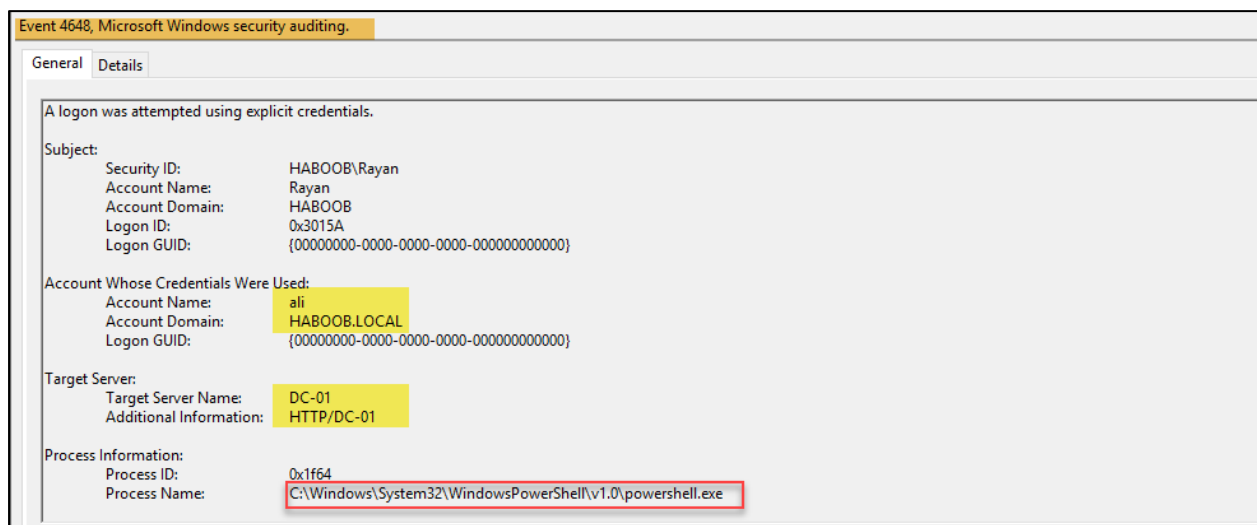 Event 4648, Microsoft Windows security auditing.
General Details
A logon was attempted using explicit credentials.
Subject:
Security ID: HABOOB\Rayan
Account Name: Rayan
Account Domain: HABOOB
Logon ID: 0x3015A
Logon GUID: {00000000-0000-0000-0000-000000000000}
Account Whose Credentials Were Used:
Account Name: ali
Account Domain: HABOOB.LOCAL
Logon GUID: {00000000-0000-0000-0000-000000000000}
Target Server:
Target Server Name: DC-01
Additional Information: HTTP/DC-01
Process Information:
Process ID: 0x1f64
Process Name: C:\Windows\System32\WindowsPowerShell\v1.0\powershell.exe